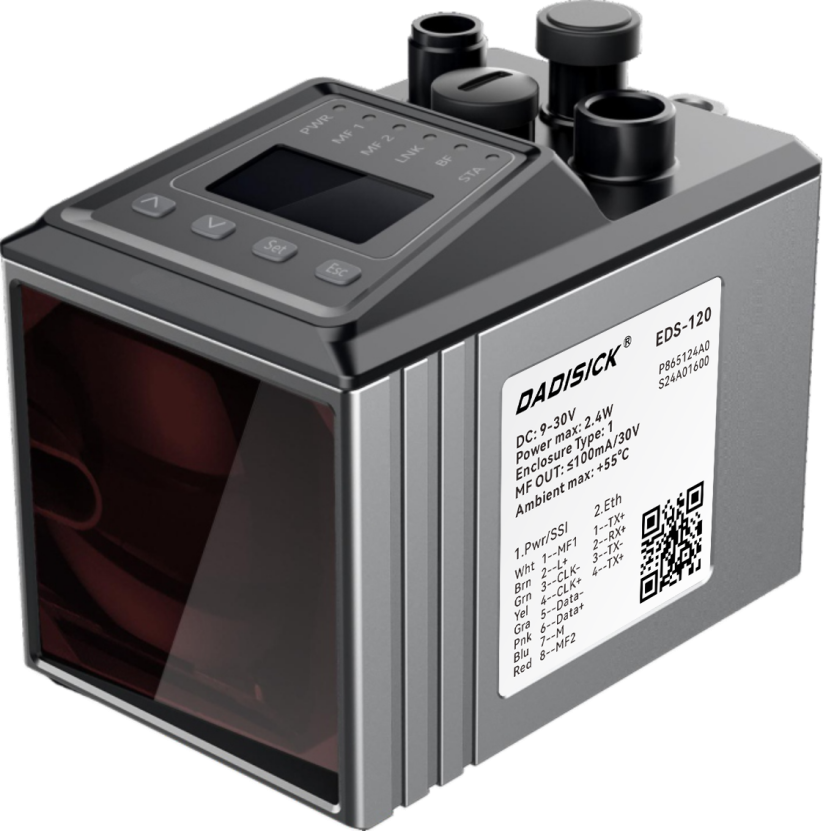 PWR
MF 1
MF 2
LNK
BF
STA
Set
Esc
DADISICK®
EDS-120
P865124A0
S24A01600
DC: 9-30V
Power max: 2.4W
Enclosure Type: 1
MF OUT: ≤100mA/30V
Ambient max: +55℃
1.Pwr/SSI
Wht 1--MF1
Brn 2--L+
Grn 3--CLK-
Yel 4--CLK+
Gra 5--Data-
Pnk 6--Data+
Blu 7--M
Red 8--MF2
2.Eth
1--TX+
2--RX+
3--TX-
4--TX+